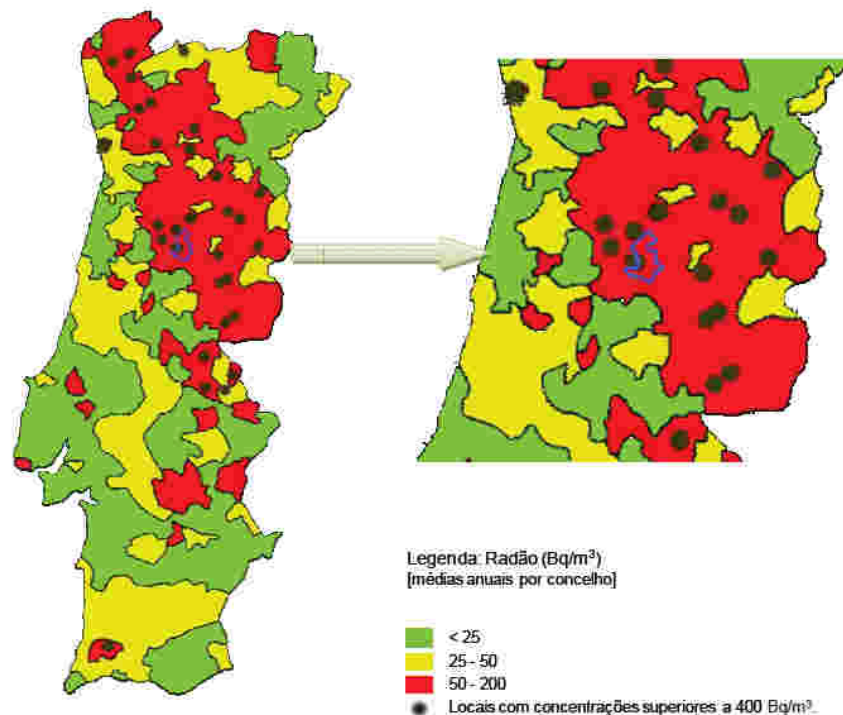 Legenda: Radão (Bq/m³)
[médias anuais por concelho]
< 25
25 - 50
50 - 200
Locais com concentrações superiores a 400 Bq/m³.